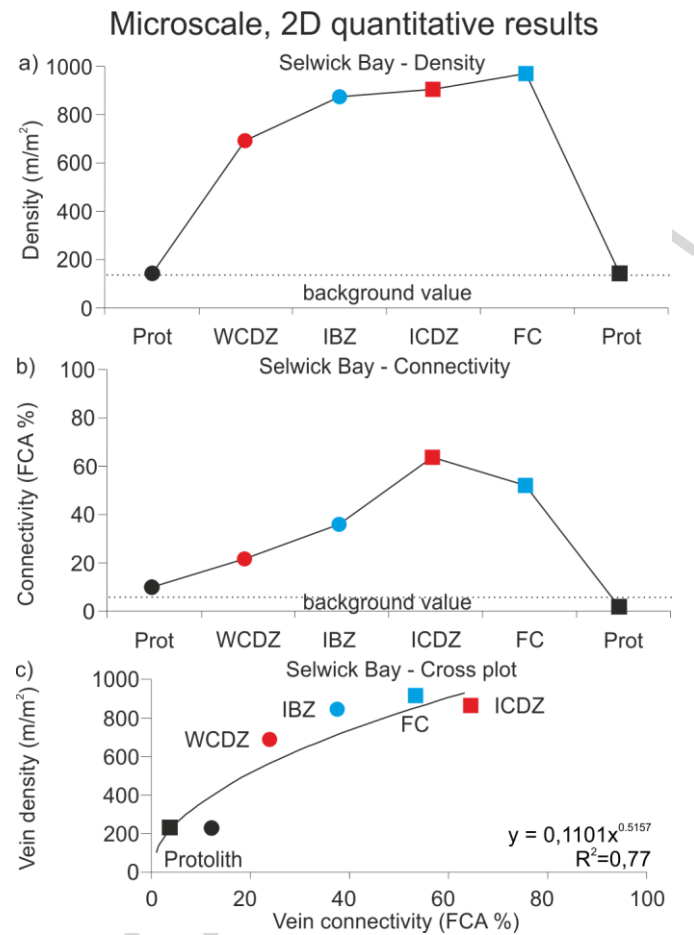 Microscale, 2D quantitative results
a) Selwick Bay - Density
Density (m/m²)
1000
800
600
400
200
0
background value
Prot WCDZ IBZ ICDZ FC Prot
b) Selwick Bay - Connectivity
Connectivity (FCA %)
100
80
60
40
20
0
background value
Prot WCDZ IBZ ICDZ FC Prot
c) Selwick Bay - Cross plot
Vein density (m/m²)
1000
800
600
400
200
0
IBZ
FC
ICDZ
WCDZ
Protolith
y = 0,1101x^0.5157
R²=0,77
0 20 40 60 80 100
Vein connectivity (FCA %)